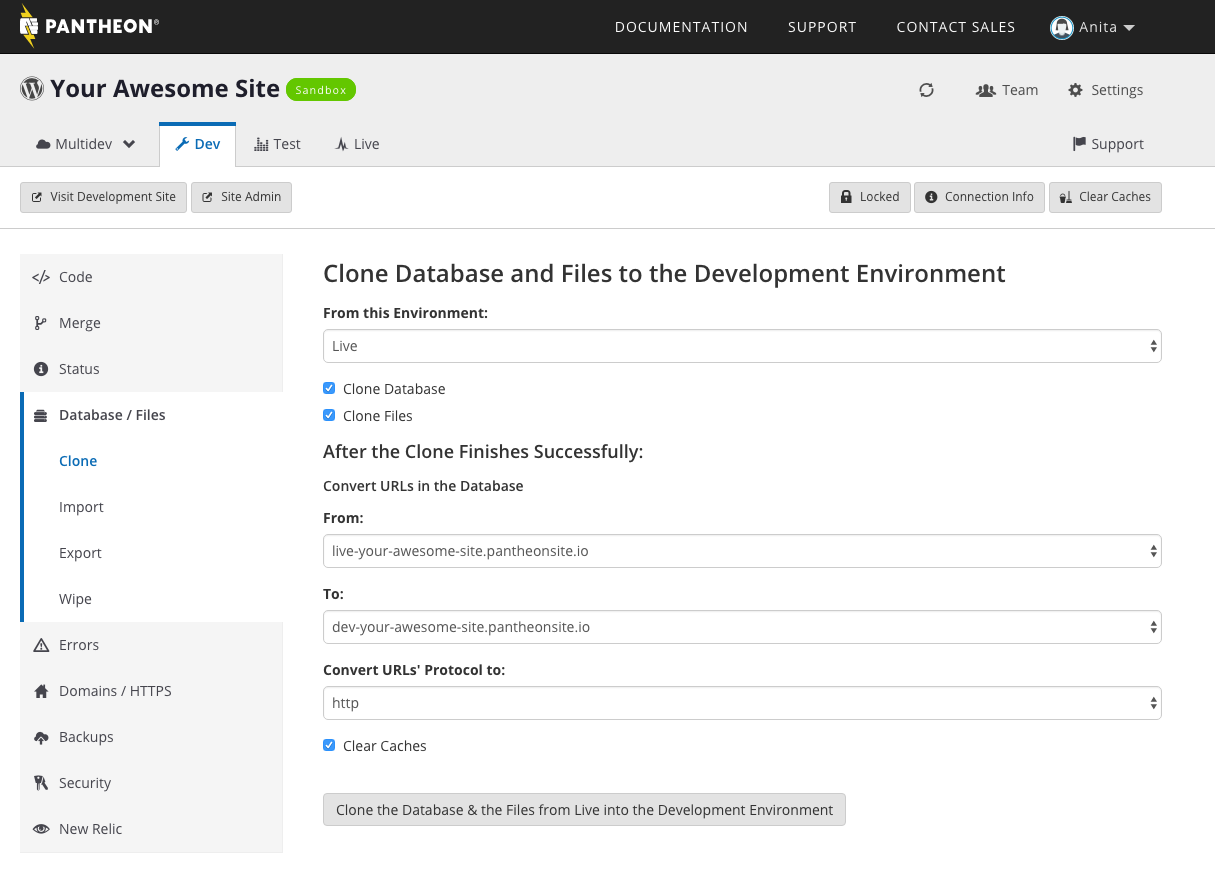 PANTHEON®
DOCUMENTATION SUPPORT CONTACT SALES Anita
Your Awesome Site Sandbox
Team Settings
Multidev Dev Test Live Support
Visit Development Site Site Admin Locked Connection Info Clear Caches
Code
Merge
Status
Database / Files
Clone
Import
Export
Wipe
Errors
Domains / HTTPS
Backups
Security
New Relic
Clone Database and Files to the Development Environment
From this Environment:
Live
Clone Database
Clone Files
After the Clone Finishes Successfully:
Convert URLs in the Database
From:
live-your-awesome-site.pantheonsite.io
To:
dev-your-awesome-site.pantheonsite.io
Convert URLs' Protocol to:
http
Clear Caches
Clone the Database & the Files from Live into the Development Environment